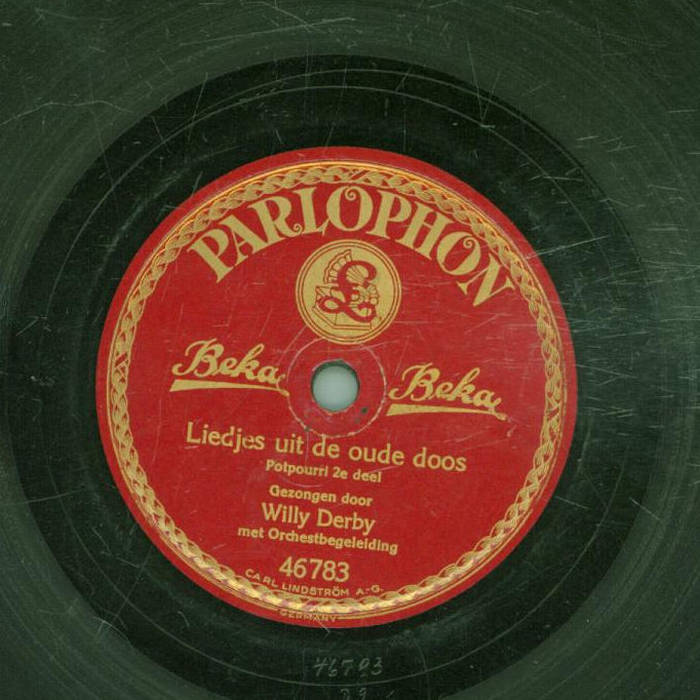 PARLOPHON
£
Beka Beka
Liedjes uit de oude doos
Potpourri 2e deel
Gezongen door
Willy Derby
met Orchestbegeleiding
46783
CARL LINDSTRÖM A.-G.
GERMANY